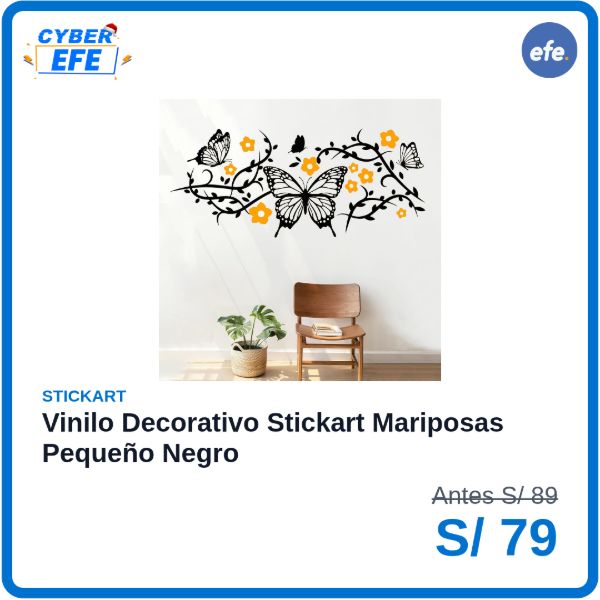 CYBER
EFE
efe.
STICKART
Vinilo Decorativo Stickart Mariposas
Pequeño Negro
Antes S/ 89
S/ 79